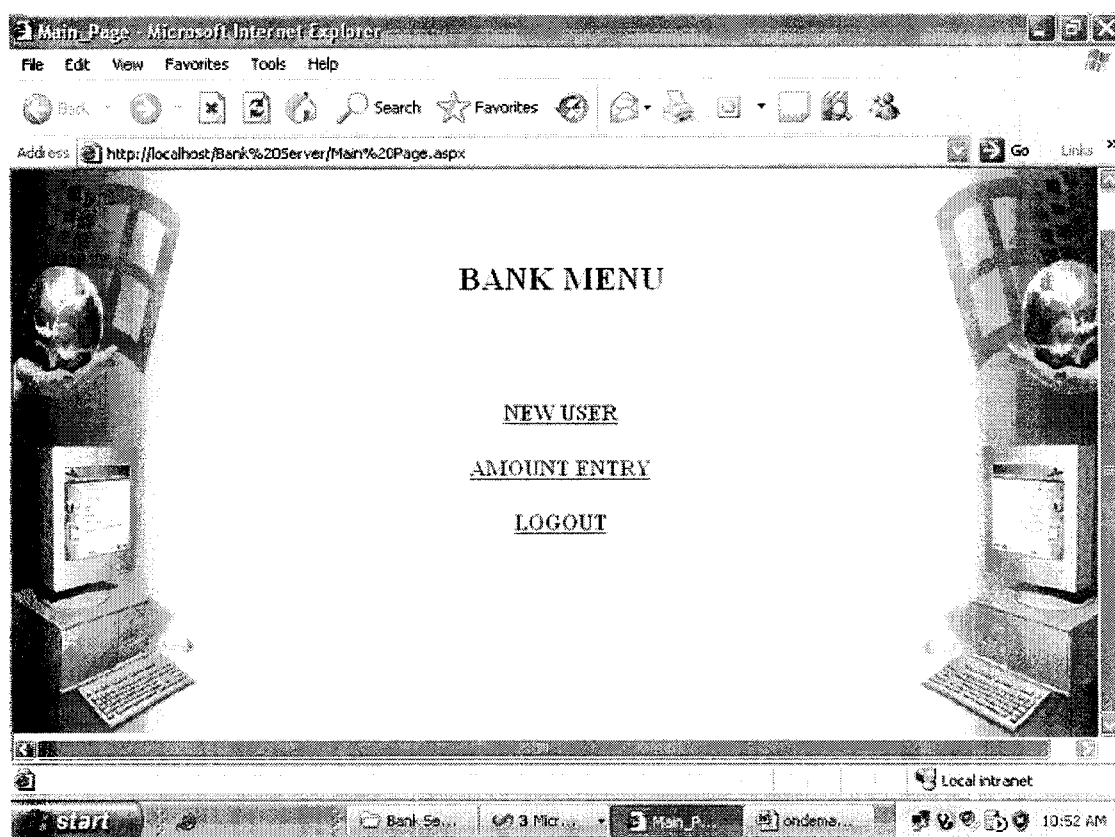 Main_Page - Microsoft Internet Explorer
File Edit View Favorites Tools Help
Back Search Favorites
Address http://localhost/Bank%20Server/Main%20Page.aspx Go Links »
BANK MENU
NEW USER
AMOUNT ENTRY
LOGOUT
Local intranet
start Bank Se... 3 Micr... Main_P... ondema... 10:52 AM